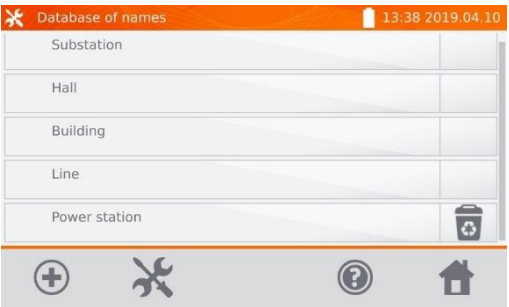 Database of names 13:38 2019.04.10
Substation
Hall
Building
Line
Power station